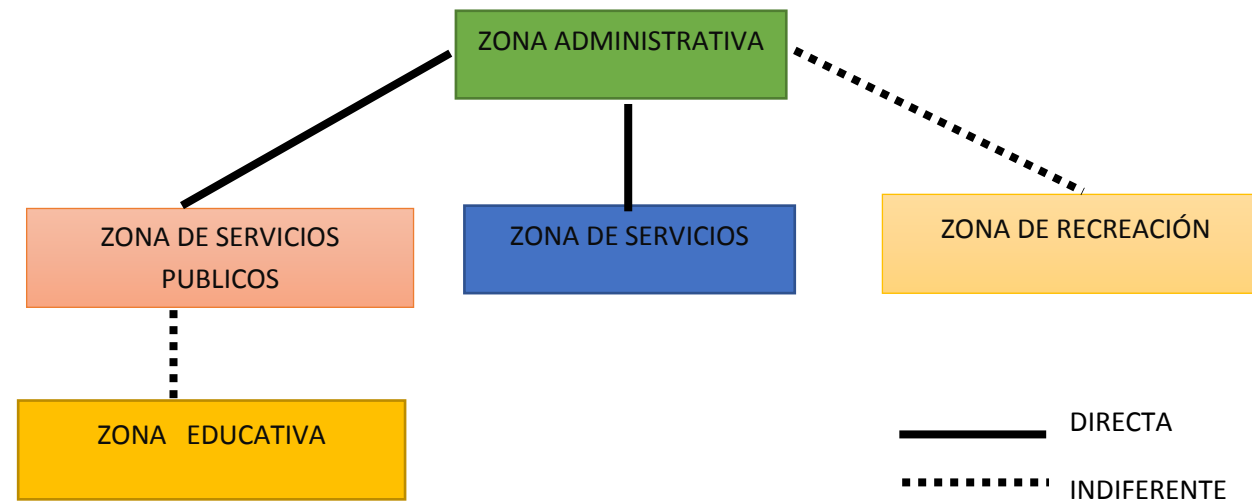 ZONA ADMINISTRATIVA
ZONA DE SERVICIOS
PUBLICOS
ZONA DE SERVICIOS
ZONA DE RECREACIÓN
ZONA EDUCATIVA
DIRECTA
INDIFERENTE